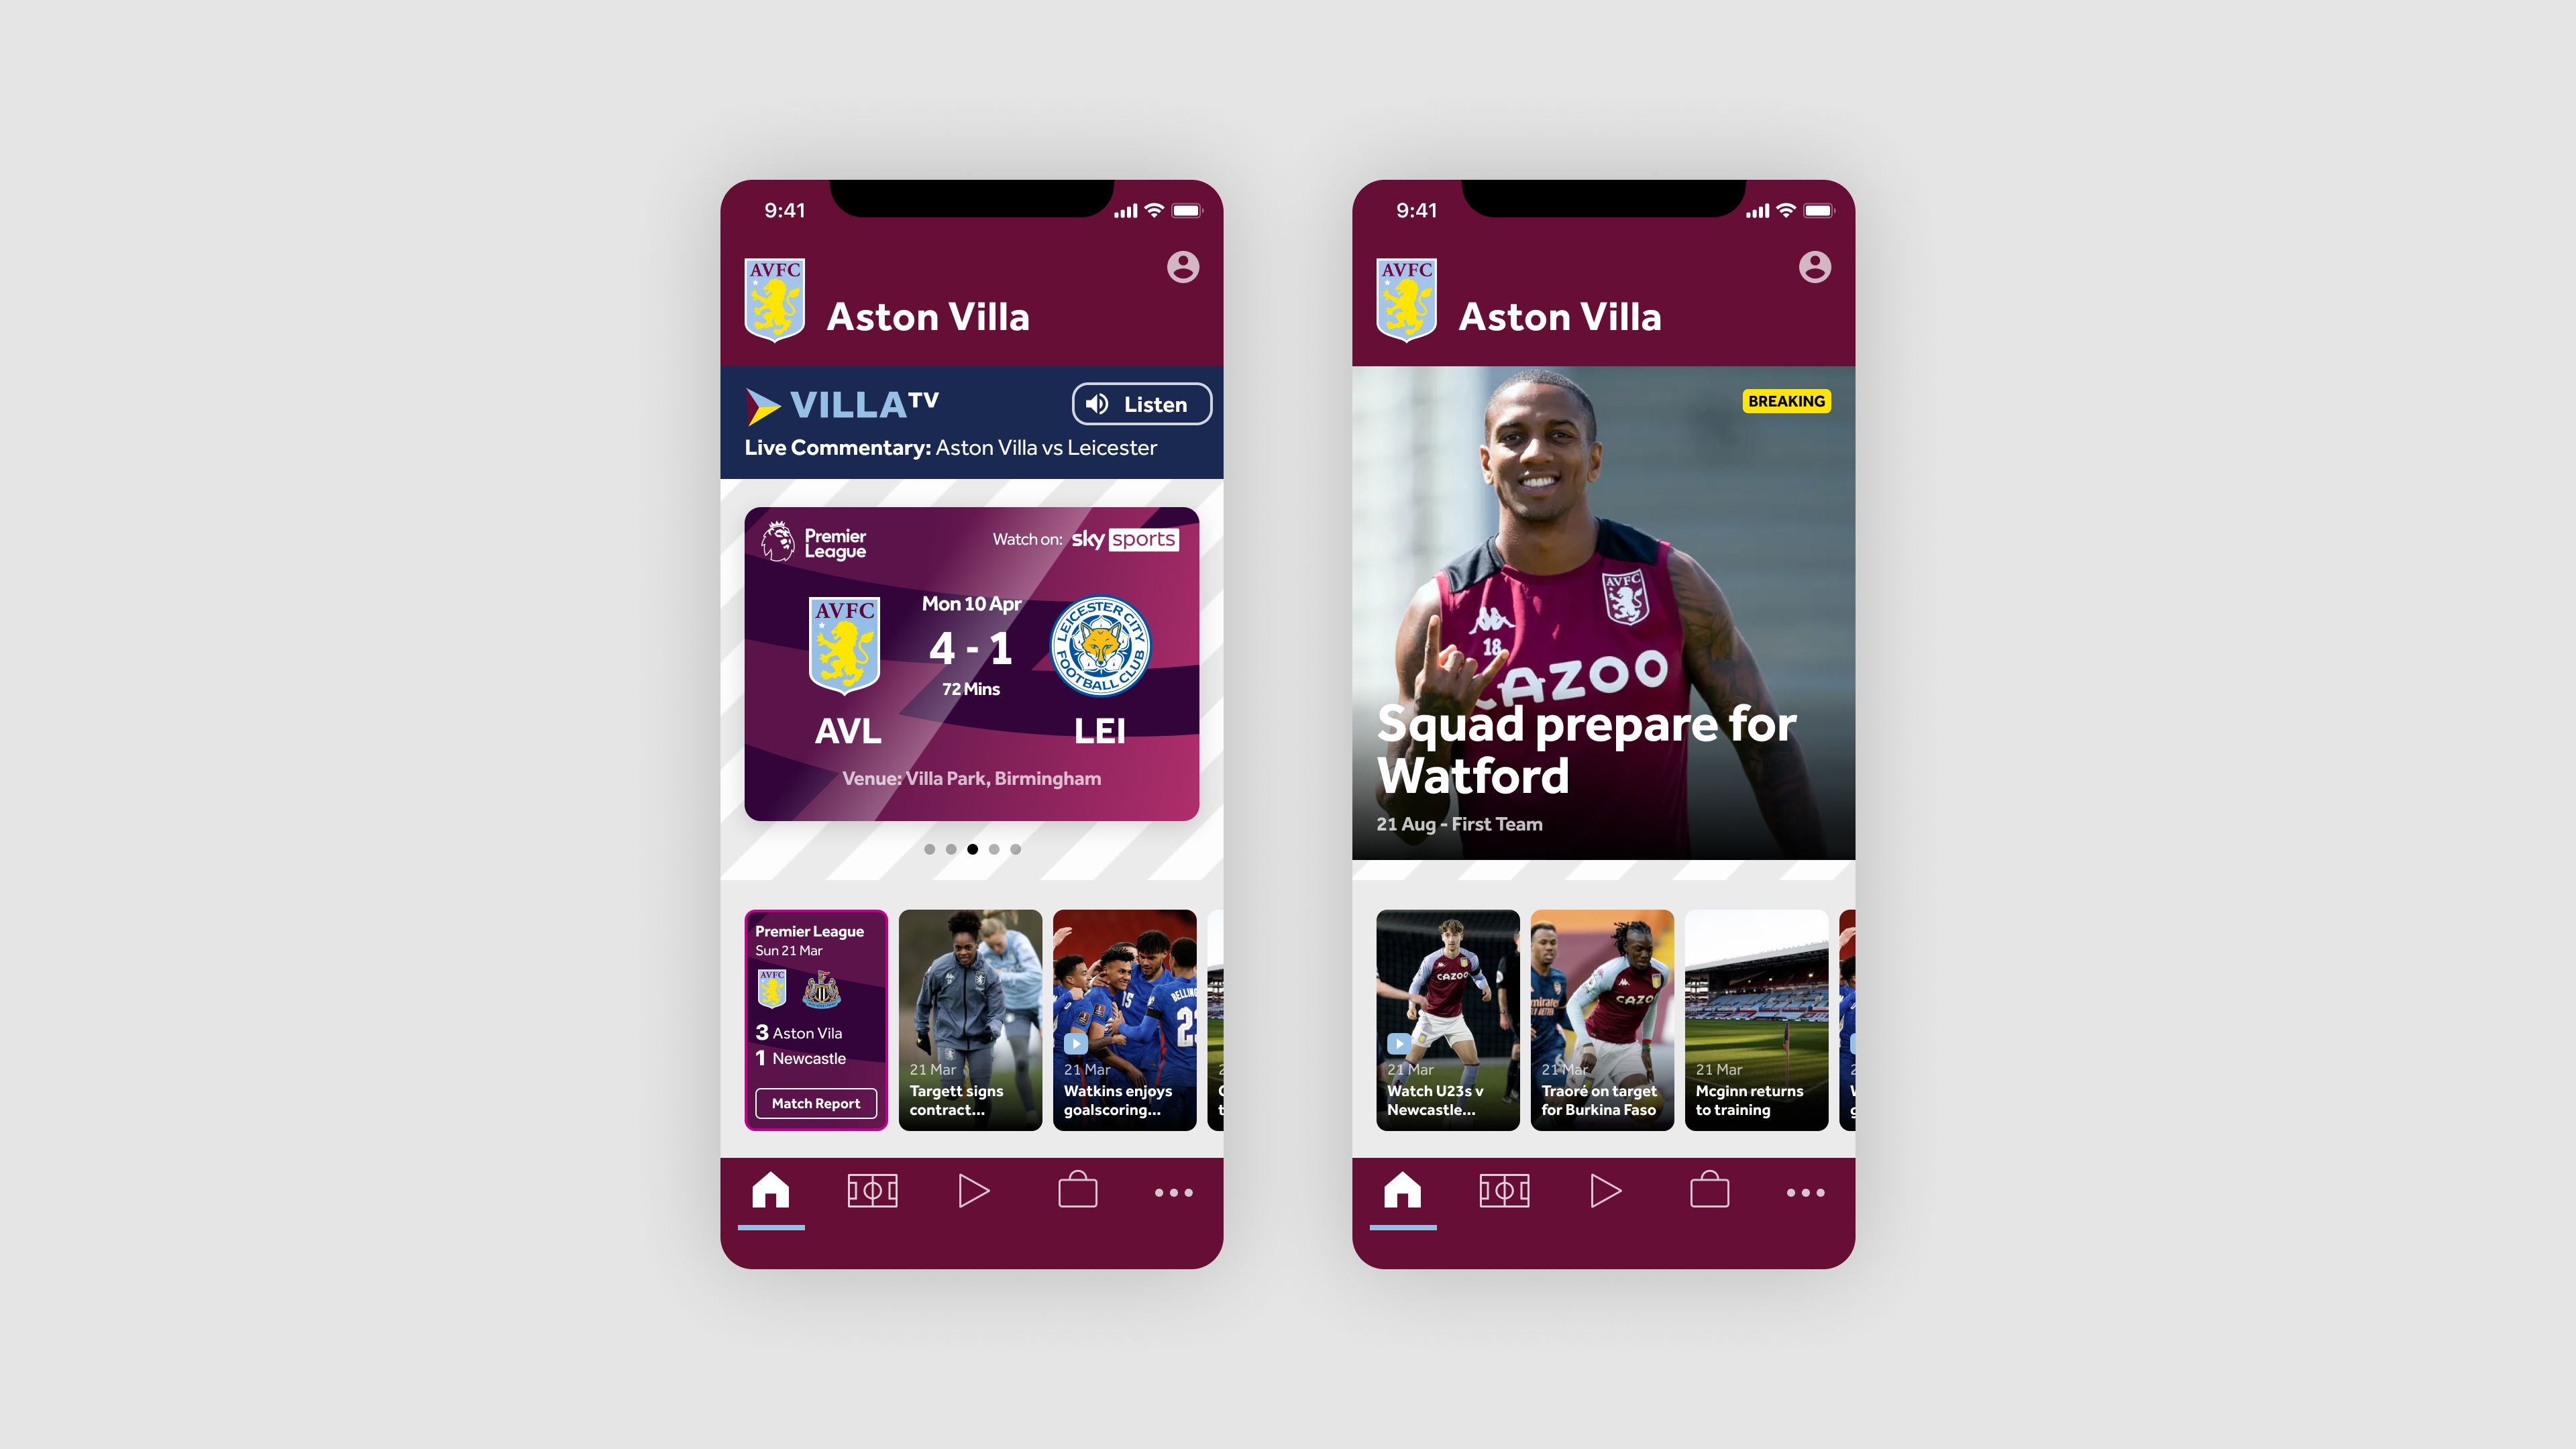 9:41
AVFC
Aston Villa
VILLATV
Listen
Live Commentary: Aston Villa vs Leicester
Premier
League
Watch on: sky sports
Mon 10 Apr
AVFC
4 - 1
LEICESTER CITY
FOOTBALL CLUB
72 Mins
AVL
LEI
Venue: Villa Park, Birmingham
Premier League
Sun 21 Mar
AVFC
3 Aston Vila
1 Newcastle
Match Report
21 Mar
Targett signs
contract...
BELLING
2
21 Mar
Watkins enjoys
goalscoring...
9:41
AVFC
Aston Villa
BREAKING
AVFC
18
CAZOO
Squad prepare for
Watford
21 Aug - First Team
CAZOO
21 Mar
Watch U23s v
Newcastle...
CAZOO
21 Mar
Traoré on target
for Burkina Faso
21 Mar
Mcginn returns
to training